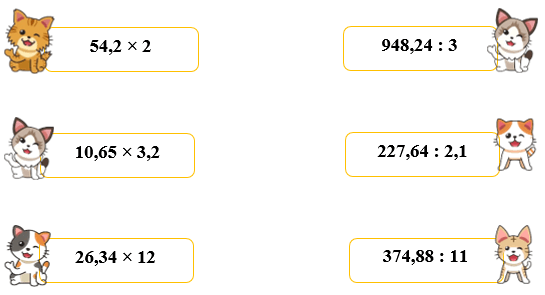 54,2 × 2
948,24 : 3
10,65 × 3,2
227,64 : 2,1
26,34 × 12
374,88 : 11